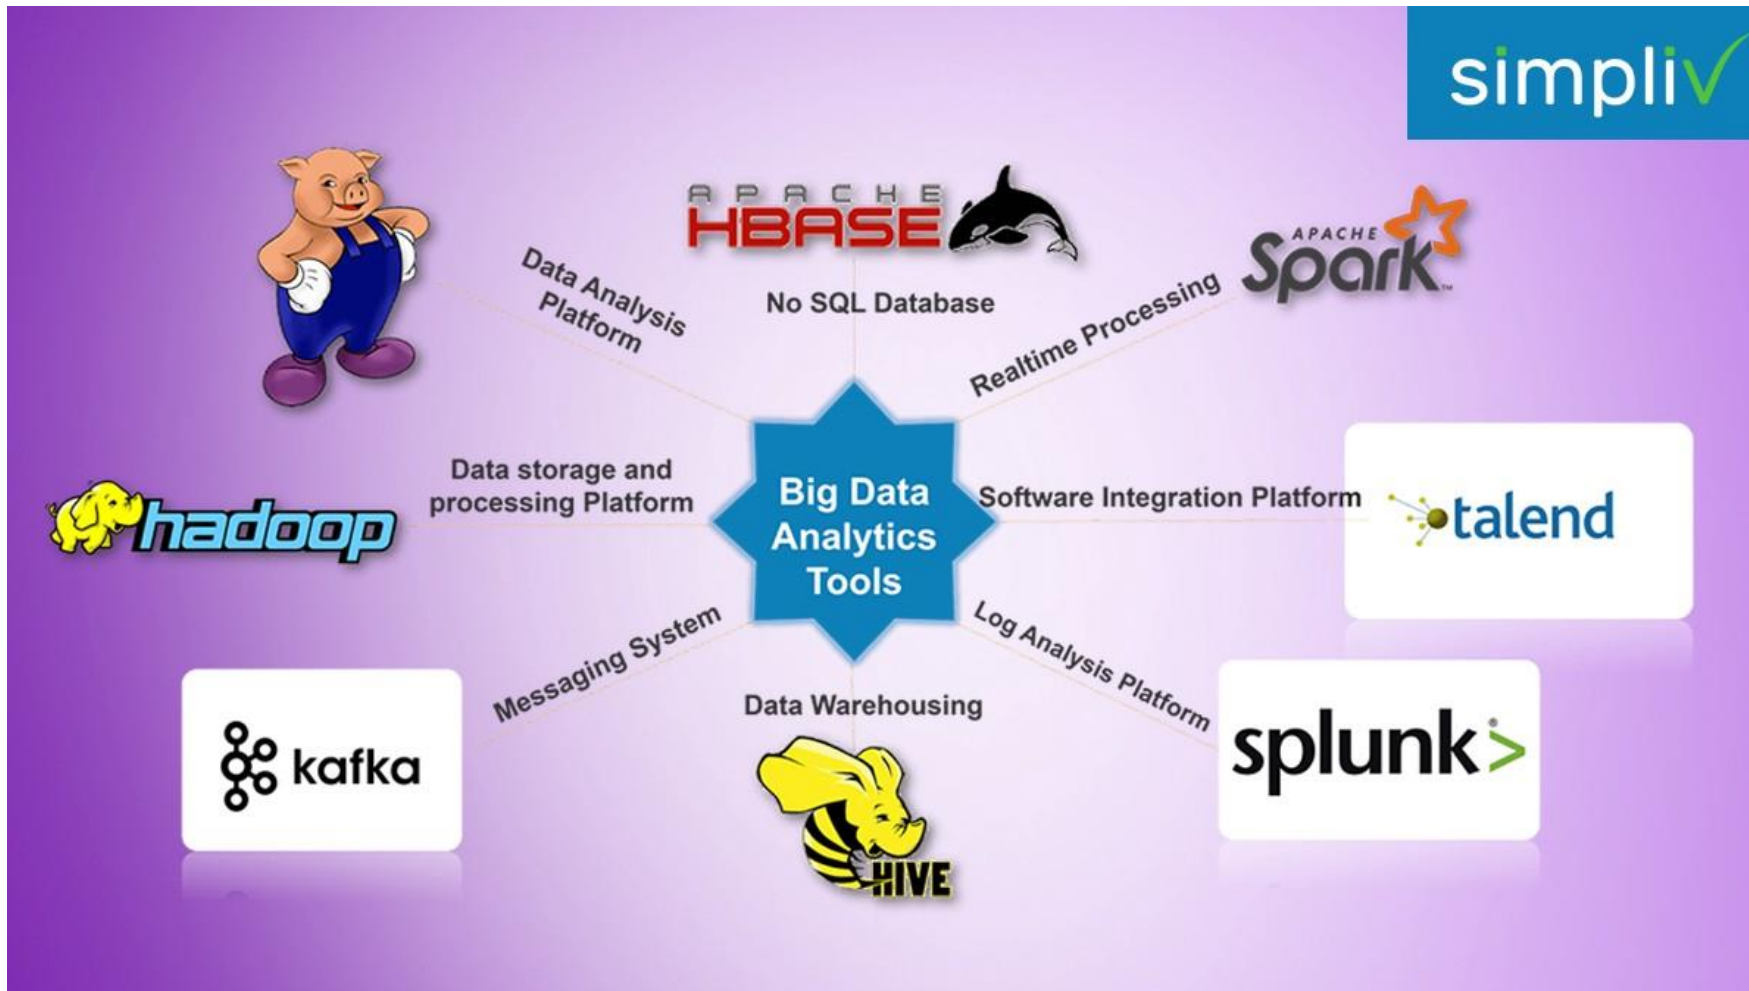 simpliv
APACHE
HBASE
APACHE
Spark
TM
Data Analysis
Platform
No SQL Database
Realtime Processing
Data storage and
processing Platform
Big Data
Analytics
Tools
Software Integration Platform
talend
hadoop
Messaging System
Log Analysis Platform
Data Warehousing
kafka
splunk>
®
HIVE